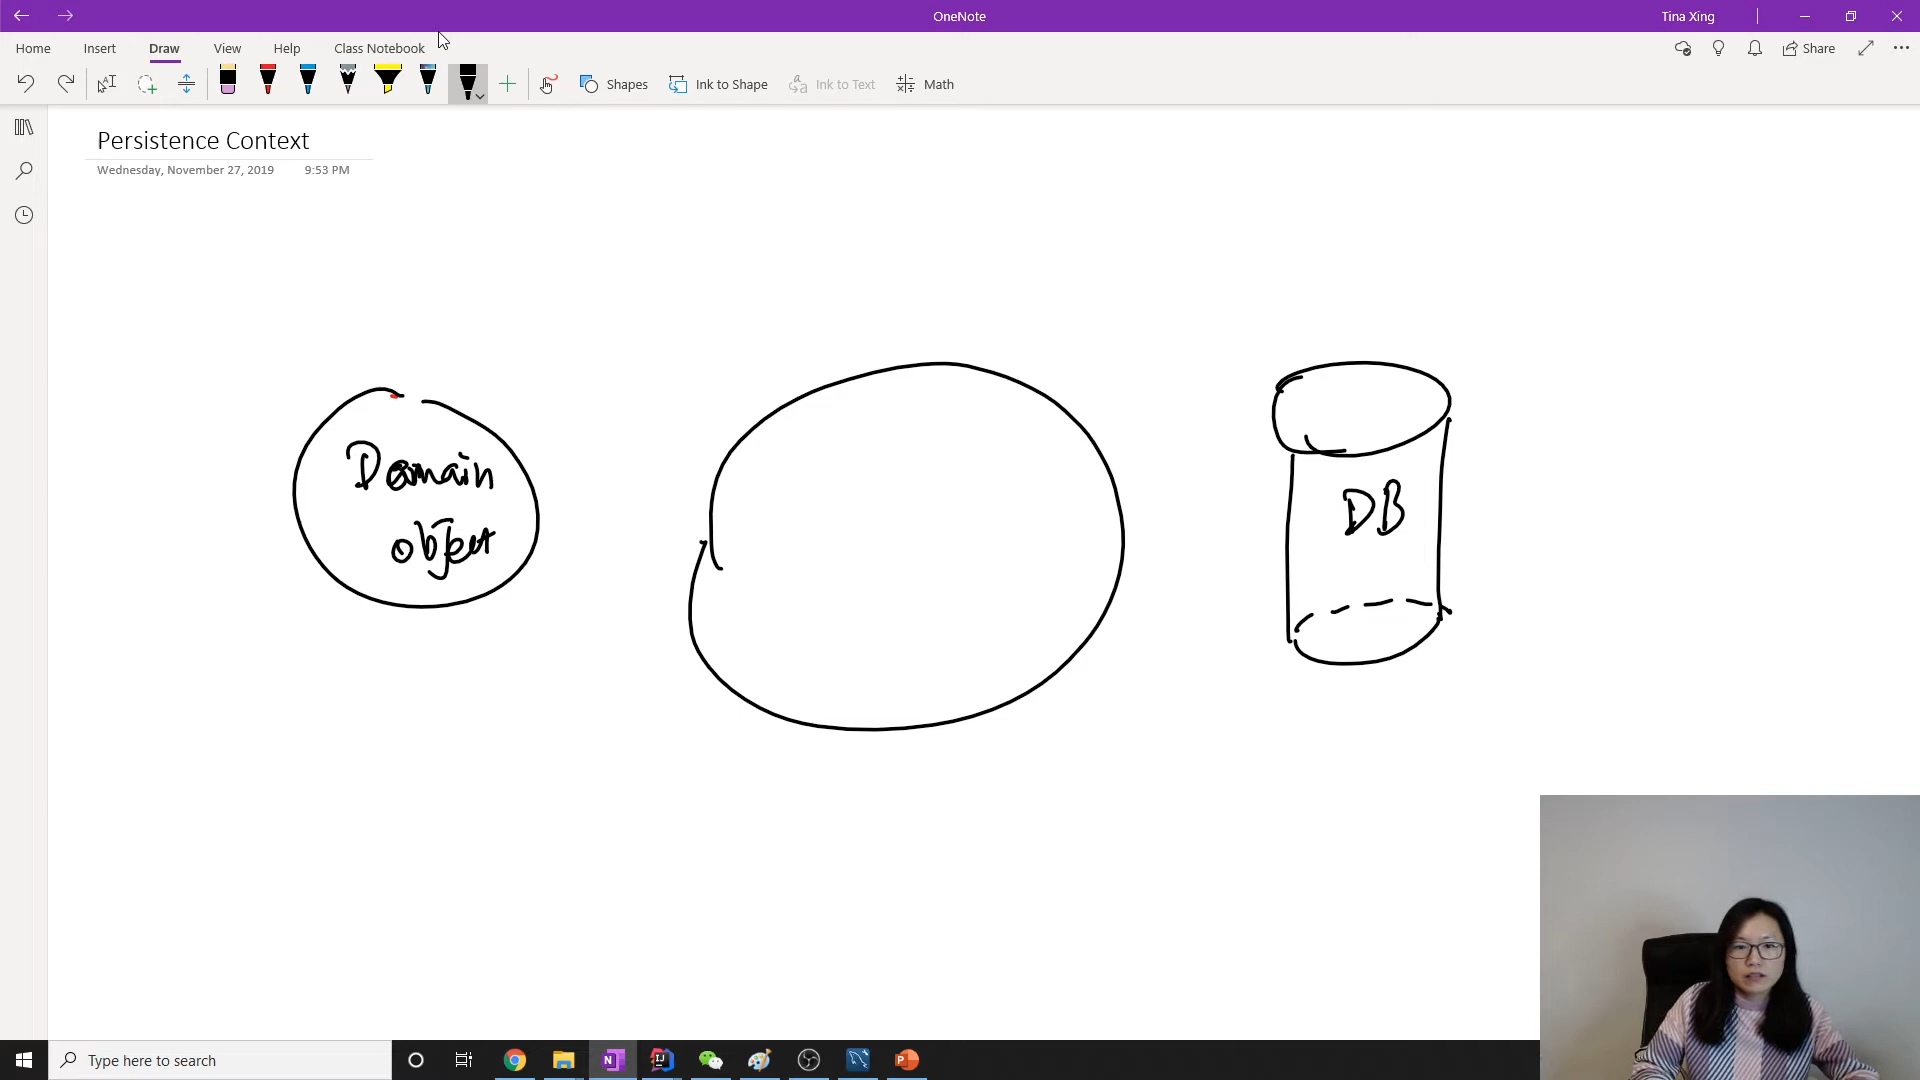 OneNote
Tina Xing
Home
Insert
Draw
View
Help
Class Notebook
Share
Shapes
Ink to Shape
Ink to Text
Math
Persistence Context
Wednesday, November 27, 2019
9:53 PM
Domain
object
DB
Type here to search